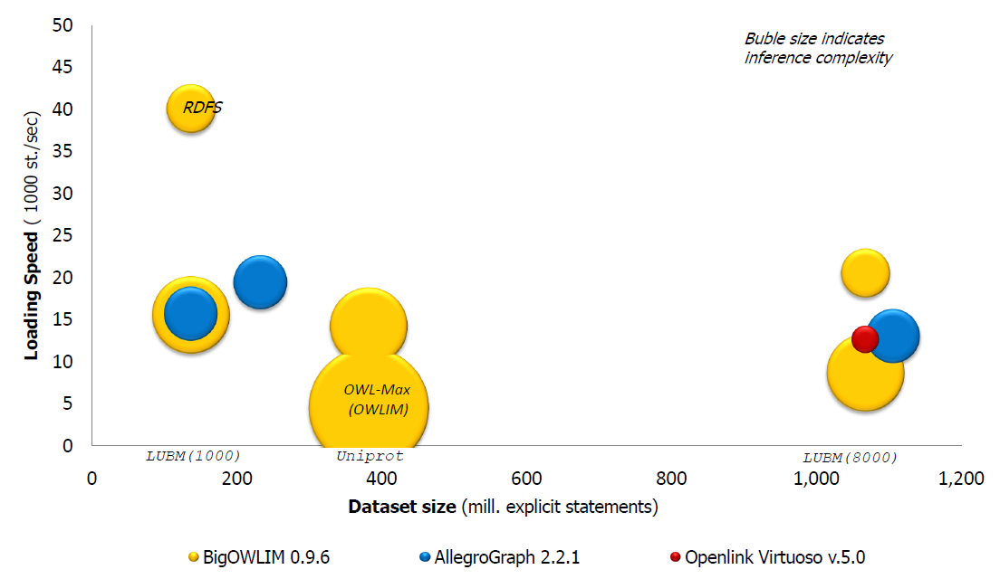 50
45
40
35
30
25
20
15
10
5
0
Loading Speed ( 1000 st./sec)
Buble size indicates
inference complexity
RDFS
OWL-Max
(OWLIM)
LUBM(1000)
Uniprot
LUBM(8000)
0 200 400 600 800 1,000 1,200
Dataset size (mill. explicit statements)
BigOWLIM 0.9.6 AllegroGraph 2.2.1 Openlink Virtuoso v.5.0